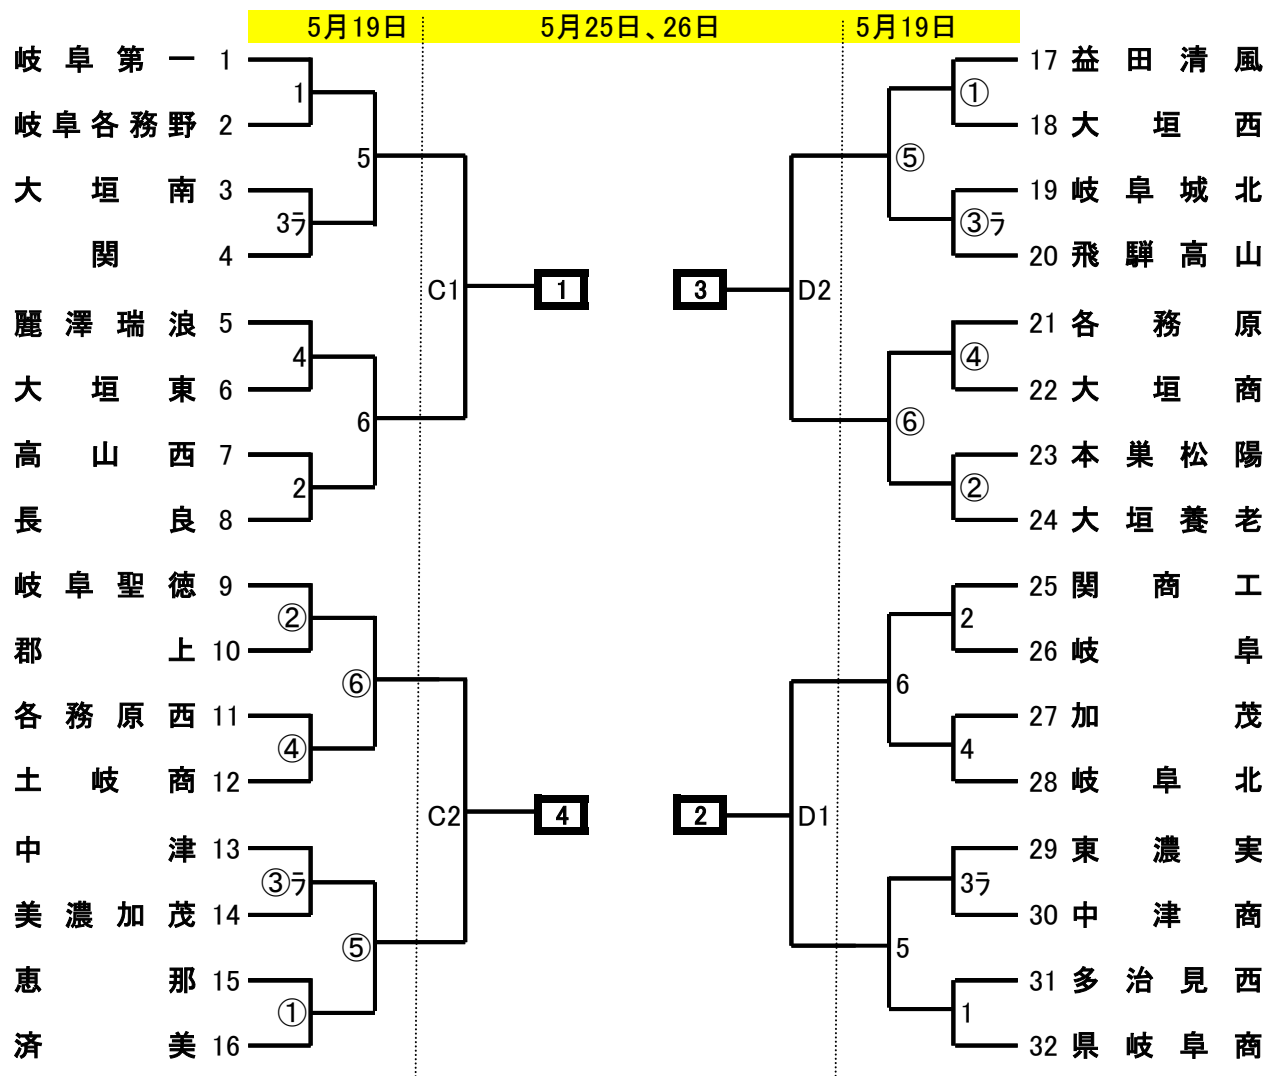 5月19日 5月25日、26日 5月19日
岐阜第一 1
1
岐阜各務野 2
5
大垣南 3
3ラ
関 4
C1
1
麗澤瑞浪 5
4
大垣東 6
6
高山西 7
2
長良 8
岐阜聖徳 9
②
郡上 10
⑥
各務原西 11
④
土岐商 12
C2
4
中津 13
③ラ
美濃加茂 14
⑤
恵那 15
①
済美 16
17 益田清風
①
18 大垣西
⑤
19 岐阜城北
③ラ
20 飛騨高山
3
D2
21 各務原
④
22 大垣商
⑥
23 本巣松陽
②
24 大垣養老
25 関商工
2
26 岐阜
6
27 加茂
4
28 岐阜北
2
D1
29 東濃実
3ラ
30 中津商
5
31 多治見西
1
32 県岐阜商